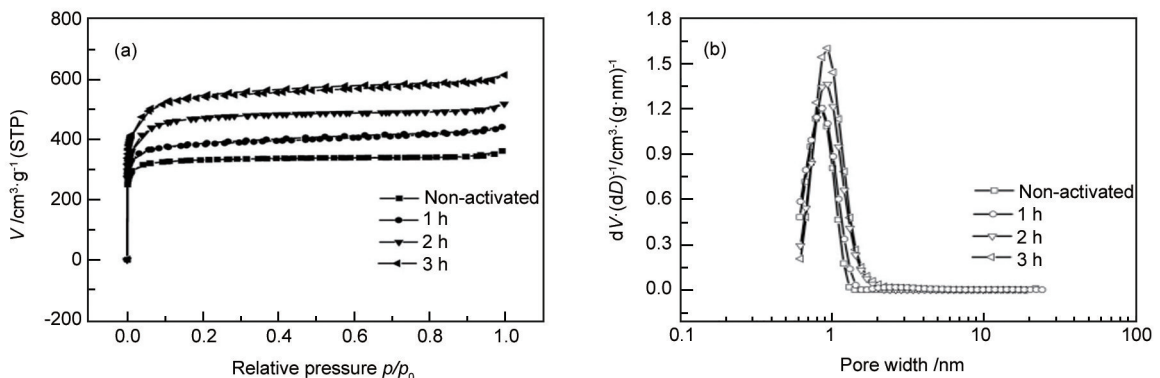 800
600
400
200
0
-200
V /cm³·g⁻¹ (STP)
(a)
Non-activated
1 h
2 h
3 h
0.0 0.2 0.4 0.6 0.8 1.0
Relative pressure p/p₀
1.8
1.5
1.2
0.9
0.6
0.3
0.0
dV·(dD)⁻¹/cm³·(g·nm)⁻¹
(b)
Non-activated
1 h
2 h
3 h
0.1 1 10 100
Pore width /nm